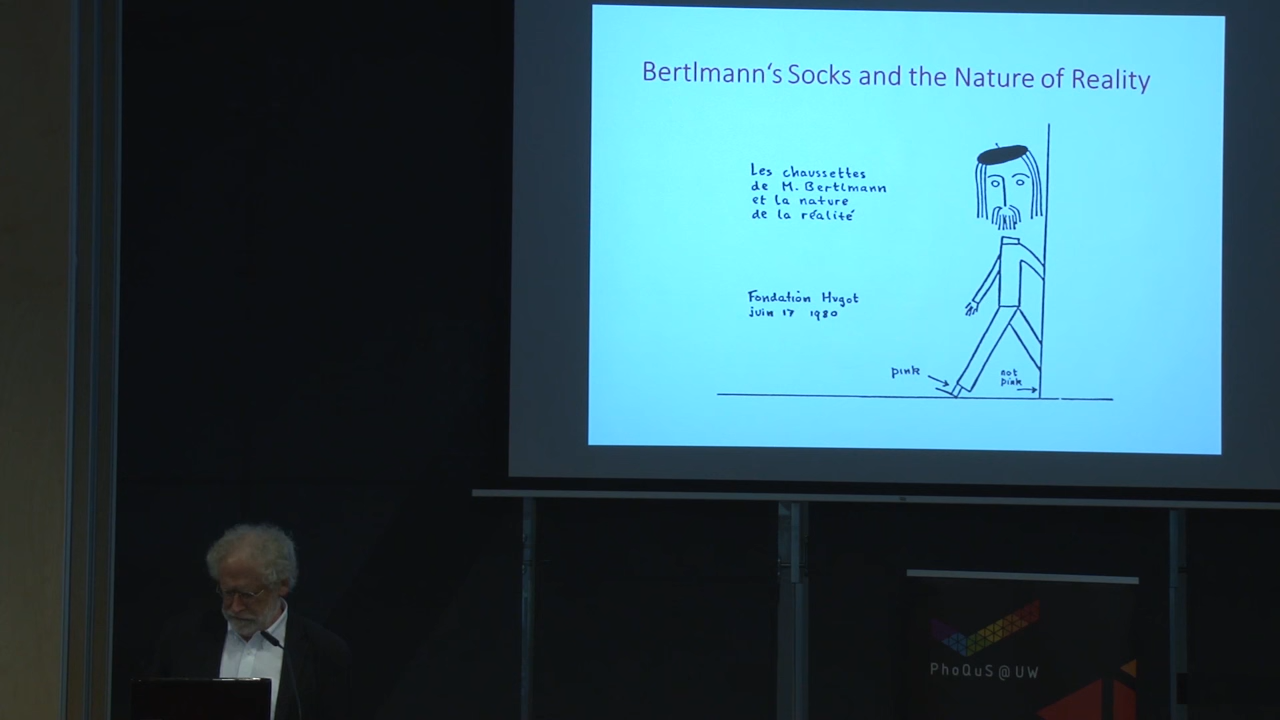 Bertlmann‘s Socks and the Nature of Reality
Les chaussettes
de M. Bertlmann
et la nature
de la réalité
Fondation Hugot
juin 17 1980
pink
not
pink
PhoQuS@UW